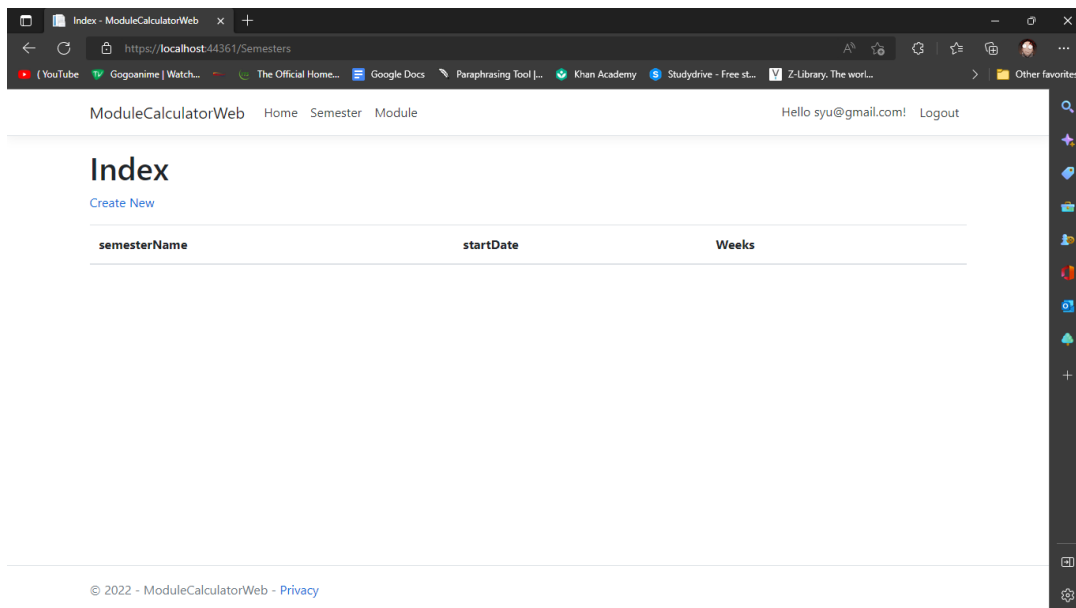 Index - ModuleCalculatorWeb
https://localhost:44361/Semesters
( YouTube Gogoanime | Watch... The Official Home... Google Docs Paraphrasing Tool |... Khan Academy Studydrive - Free st... Z-Library. The worl... Other favorites
ModuleCalculatorWeb Home Semester Module Hello syu@gmail.com! Logout
Index
Create New
semesterName startDate Weeks
© 2022 - ModuleCalculatorWeb - Privacy